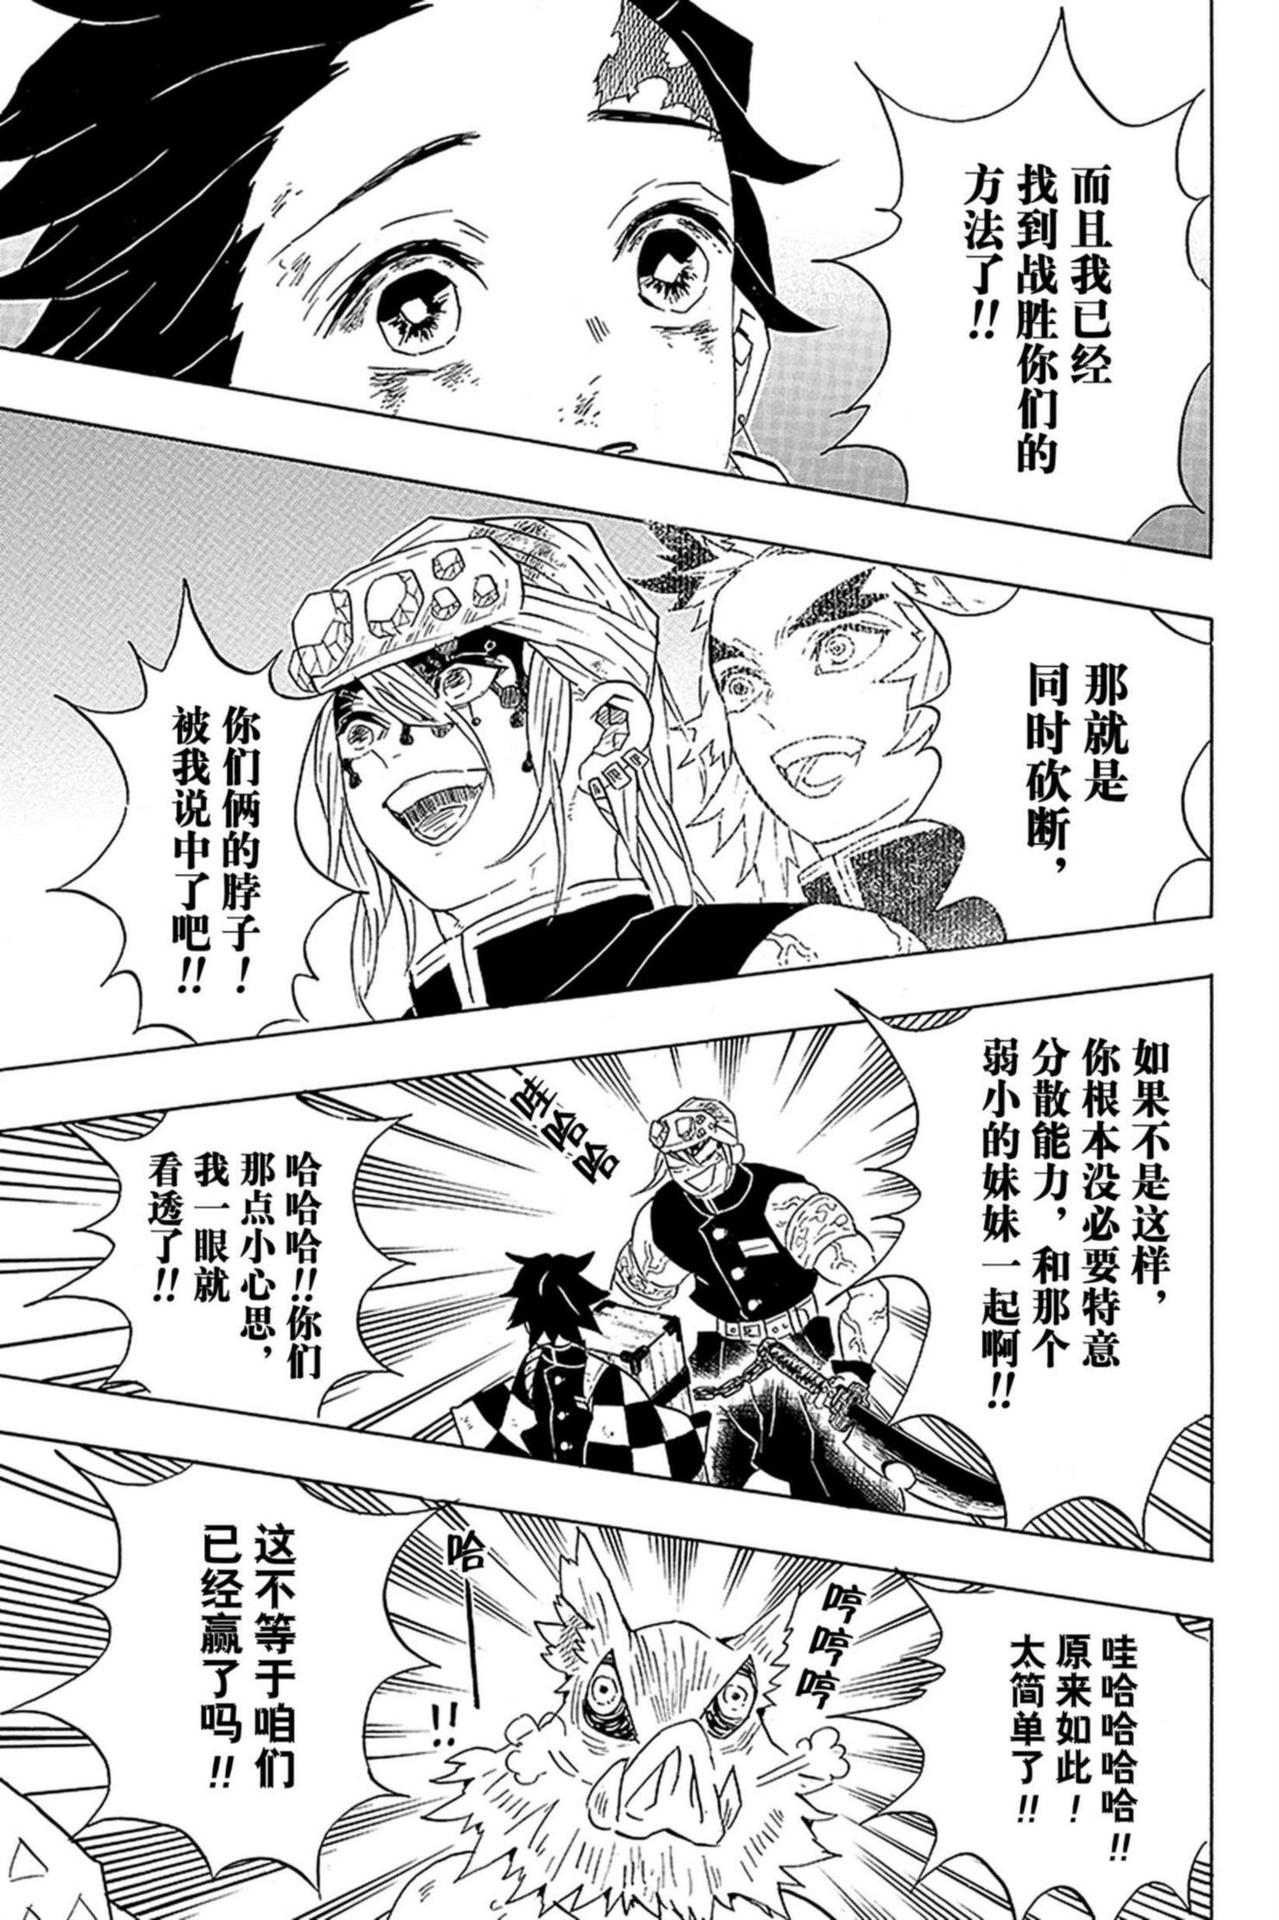 而且我已经
找到战胜你们的
方法了!!
那就是
同时砍断，
你们俩的脖子！
被我说中了吧!!
如果不是这样，
你根本没必要特意
分散能力，和那个
弱小的妹妹一起啊!!
哈哈哈
哈哈哈!!你们
那点小心思，
我一眼就
看透了!!
哇哈哈哈哈!!
原来如此！
太简单了!!
哼哼哼
哈
!!
这不等于咱们
已经赢了吗!!